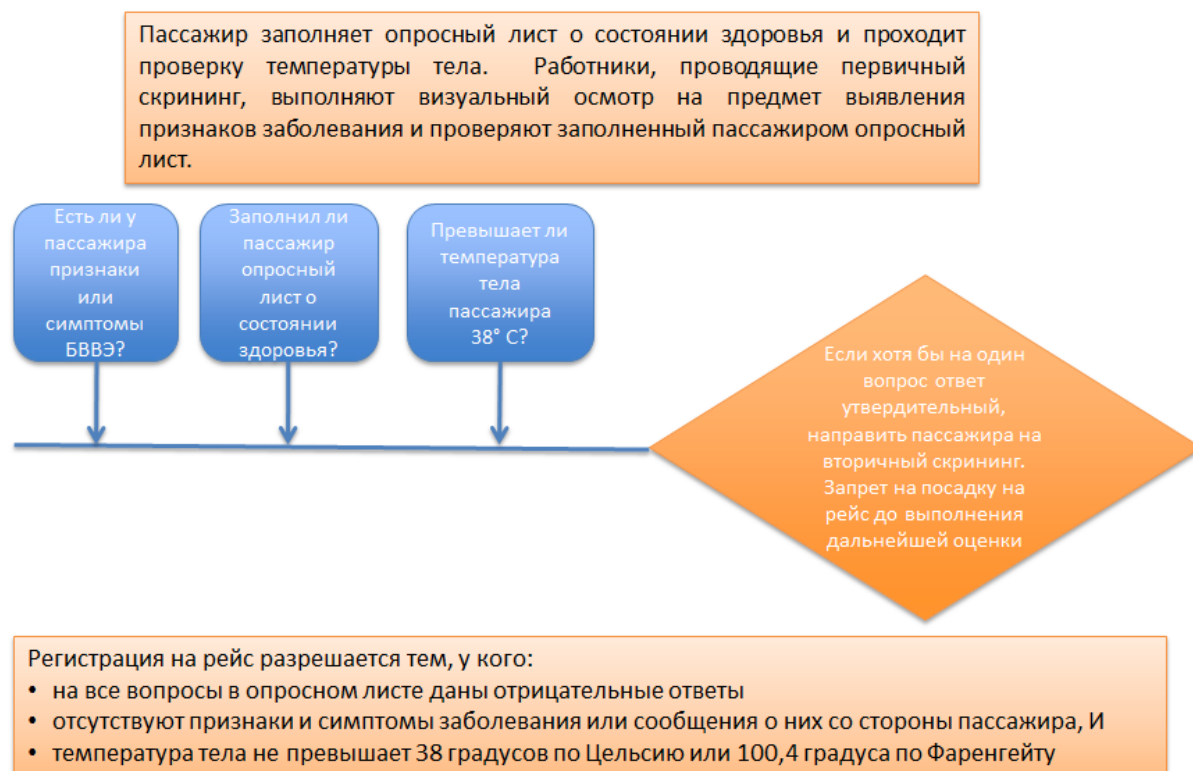 Пассажир заполняет опросный лист о состоянии здоровья и проходит
проверку температуры тела. Работники, проводящие первичный
скрининг, выполняют визуальный осмотр на предмет выявления
признаков заболевания и проверяют заполненный пассажиром опросный
лист.
Есть ли у
пассажира
признаки
или
симптомы
БВВЭ?
Заполнил ли
пассажир
опросный
лист о
состоянии
здоровья?
Превышает ли
температура
тела
пассажира
38° C?
Если хотя бы на один
вопрос ответ
утвердительный,
направить пассажира на
вторичный скрининг.
Запрет на посадку на
рейс до выполнения
дальнейшей оценки
Регистрация на рейс разрешается тем, у кого:
• на все вопросы в опросном листе даны отрицательные ответы
• отсутствуют признаки и симптомы заболевания или сообщения о них со стороны пассажира, И
• температура тела не превышает 38 градусов по Цельсию или 100,4 градуса по Фаренгейту